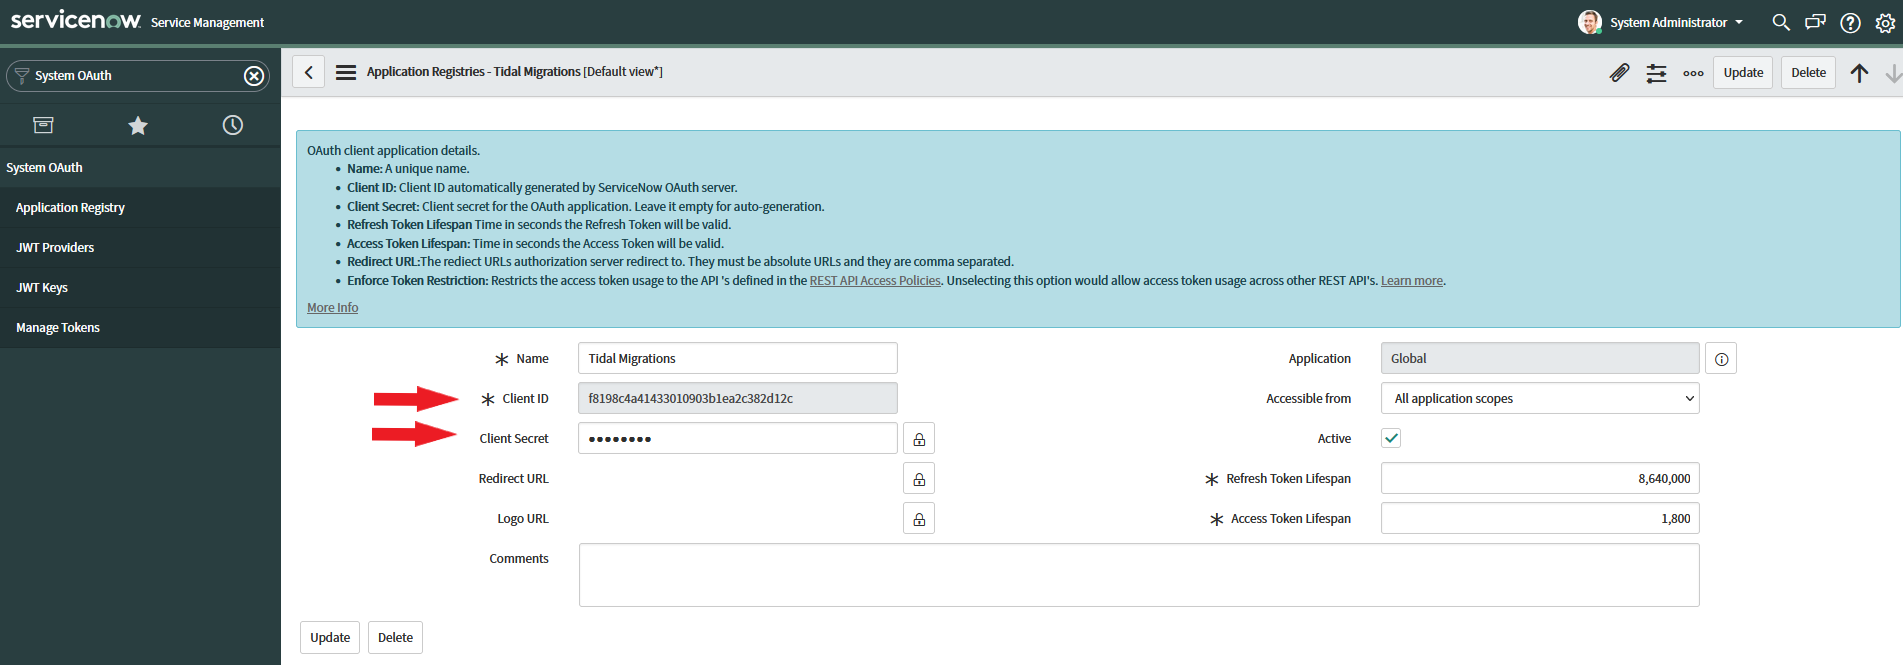 servicenow Service Management
System Administrator
System OAuth
System OAuth
Application Registry
JWT Providers
JWT Keys
Manage Tokens
Application Registries - Tidal Migrations [Default view*]
Update
Delete
OAuth client application details.
Name: A unique name.
Client ID: Client ID automatically generated by ServiceNow OAuth server.
Client Secret: Client secret for the OAuth application. Leave it empty for auto-generation.
Refresh Token Lifespan Time in seconds the Refresh Token will be valid.
Access Token Lifespan: Time in seconds the Access Token will be valid.
Redirect URL:The rediect URLs authorization server redirect to. They must be absolute URLs and they are comma separated.
Enforce Token Restriction: Restricts the access token usage to the API 's defined in the REST API Access Policies. Unselecting this option would allow access token usage across other REST API's. Learn more.
More Info
Name
Tidal Migrations
Client ID
f8198c4a41433010903b1ea2c382d12c
Client Secret
Redirect URL
Logo URL
Comments
Application
Global
Accessible from
All application scopes
Active
Refresh Token Lifespan
8,640,000
Access Token Lifespan
1,800
Update
Delete